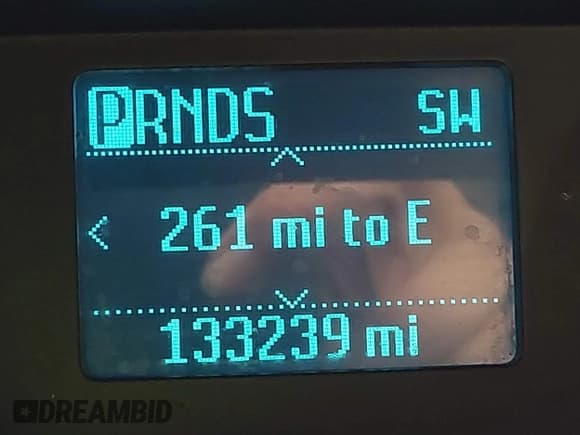 PRNDS SW
261 mi to E
133239 mi
DREAMBID